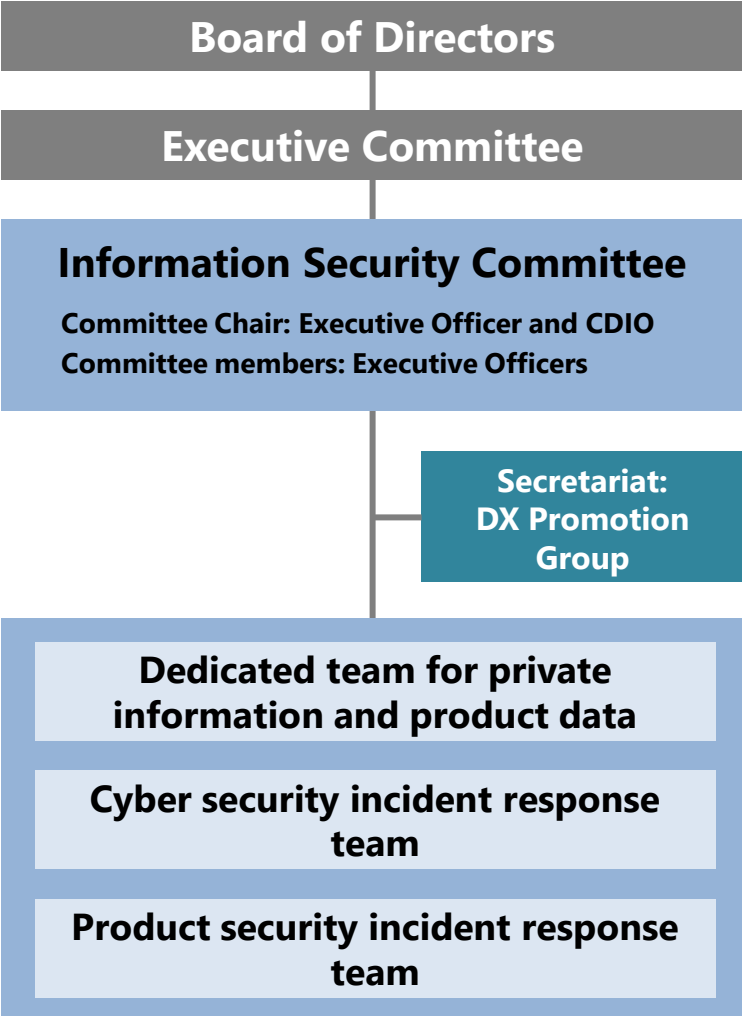 Board of Directors
Executive Committee
Information Security Committee
Committee Chair: Executive Officer and CDIO
Committee members: Executive Officers
Secretariat:
DX Promotion
Group
Dedicated team for private
information and product data
Cyber security incident response
team
Product security incident response
team